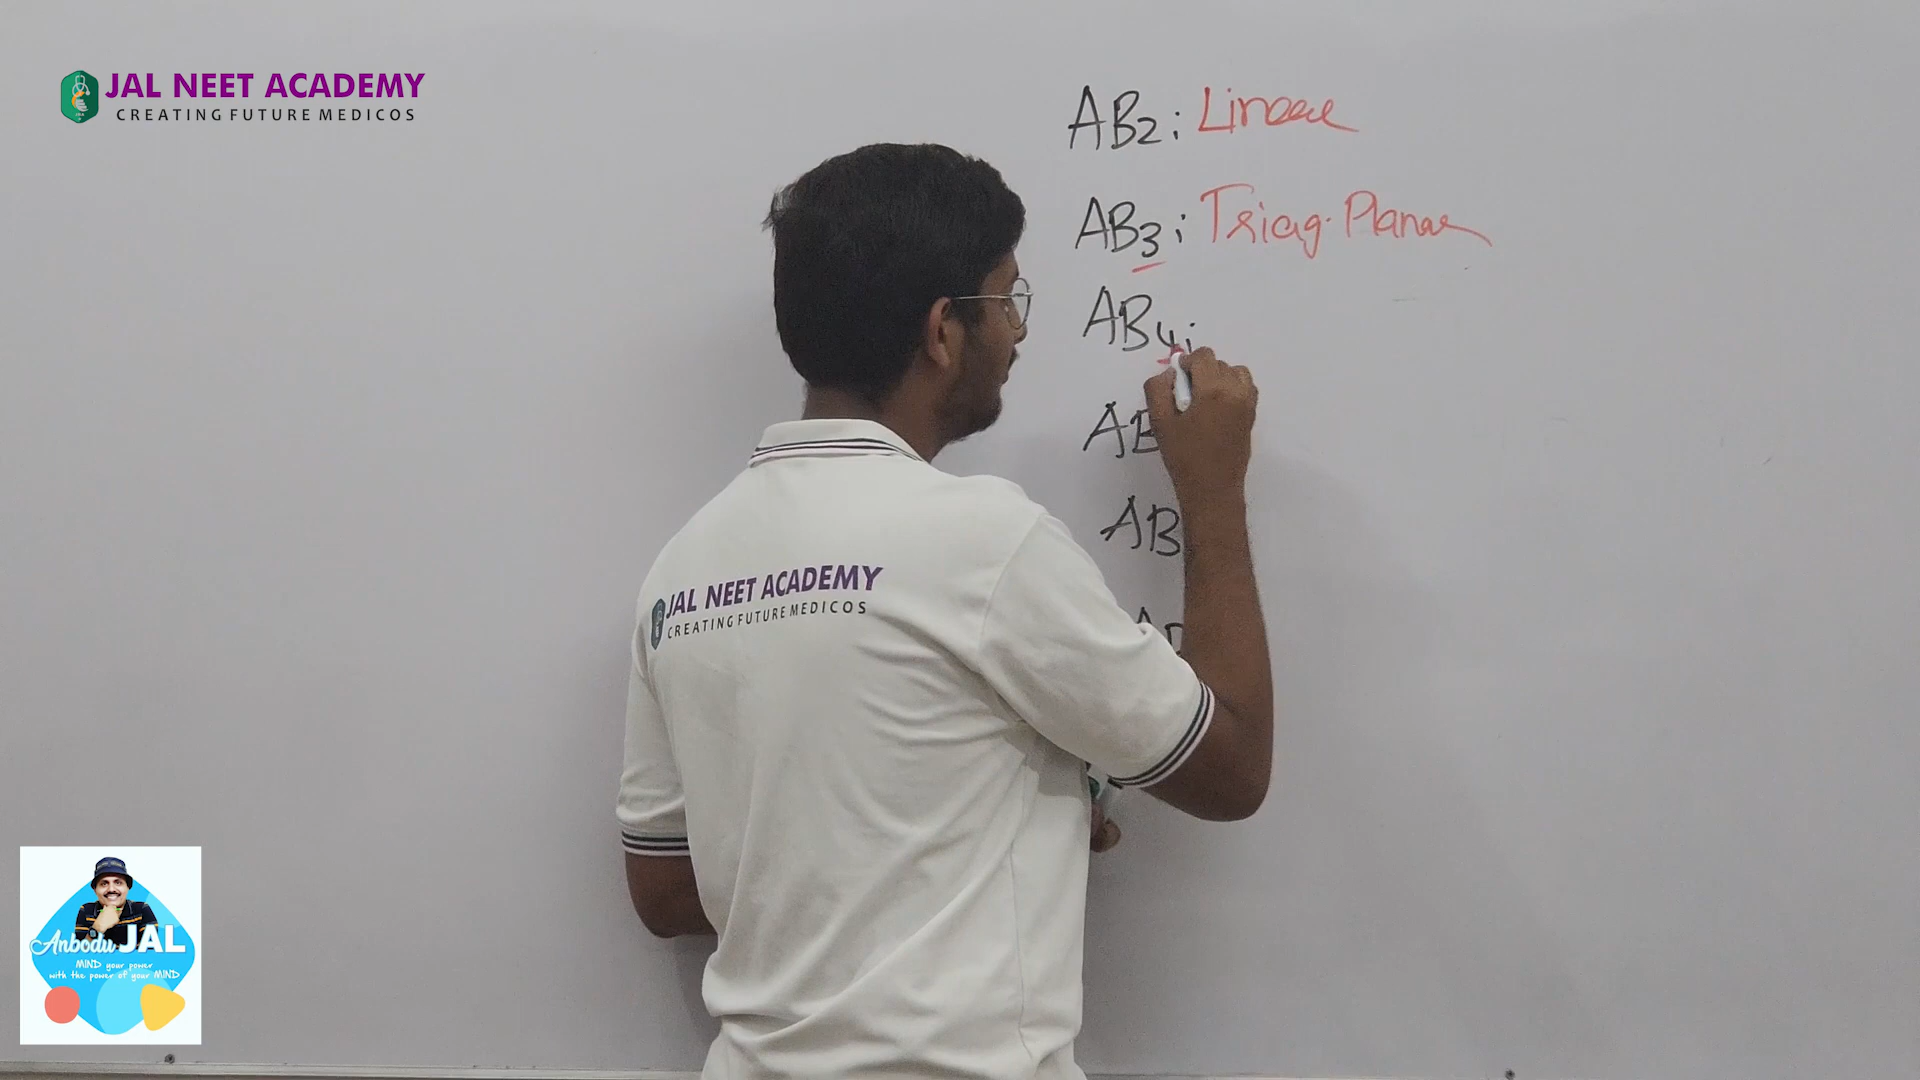 JAL NEET ACADEMY
CREATING FUTURE MEDICOS
AB2; Linear
AB3; Triag. Planar
AB4;
AB
AB
JAL NEET ACADEMY
CREATING FUTURE MEDICOS
Anbodu JAL
MIND your power
with the power of your MIND